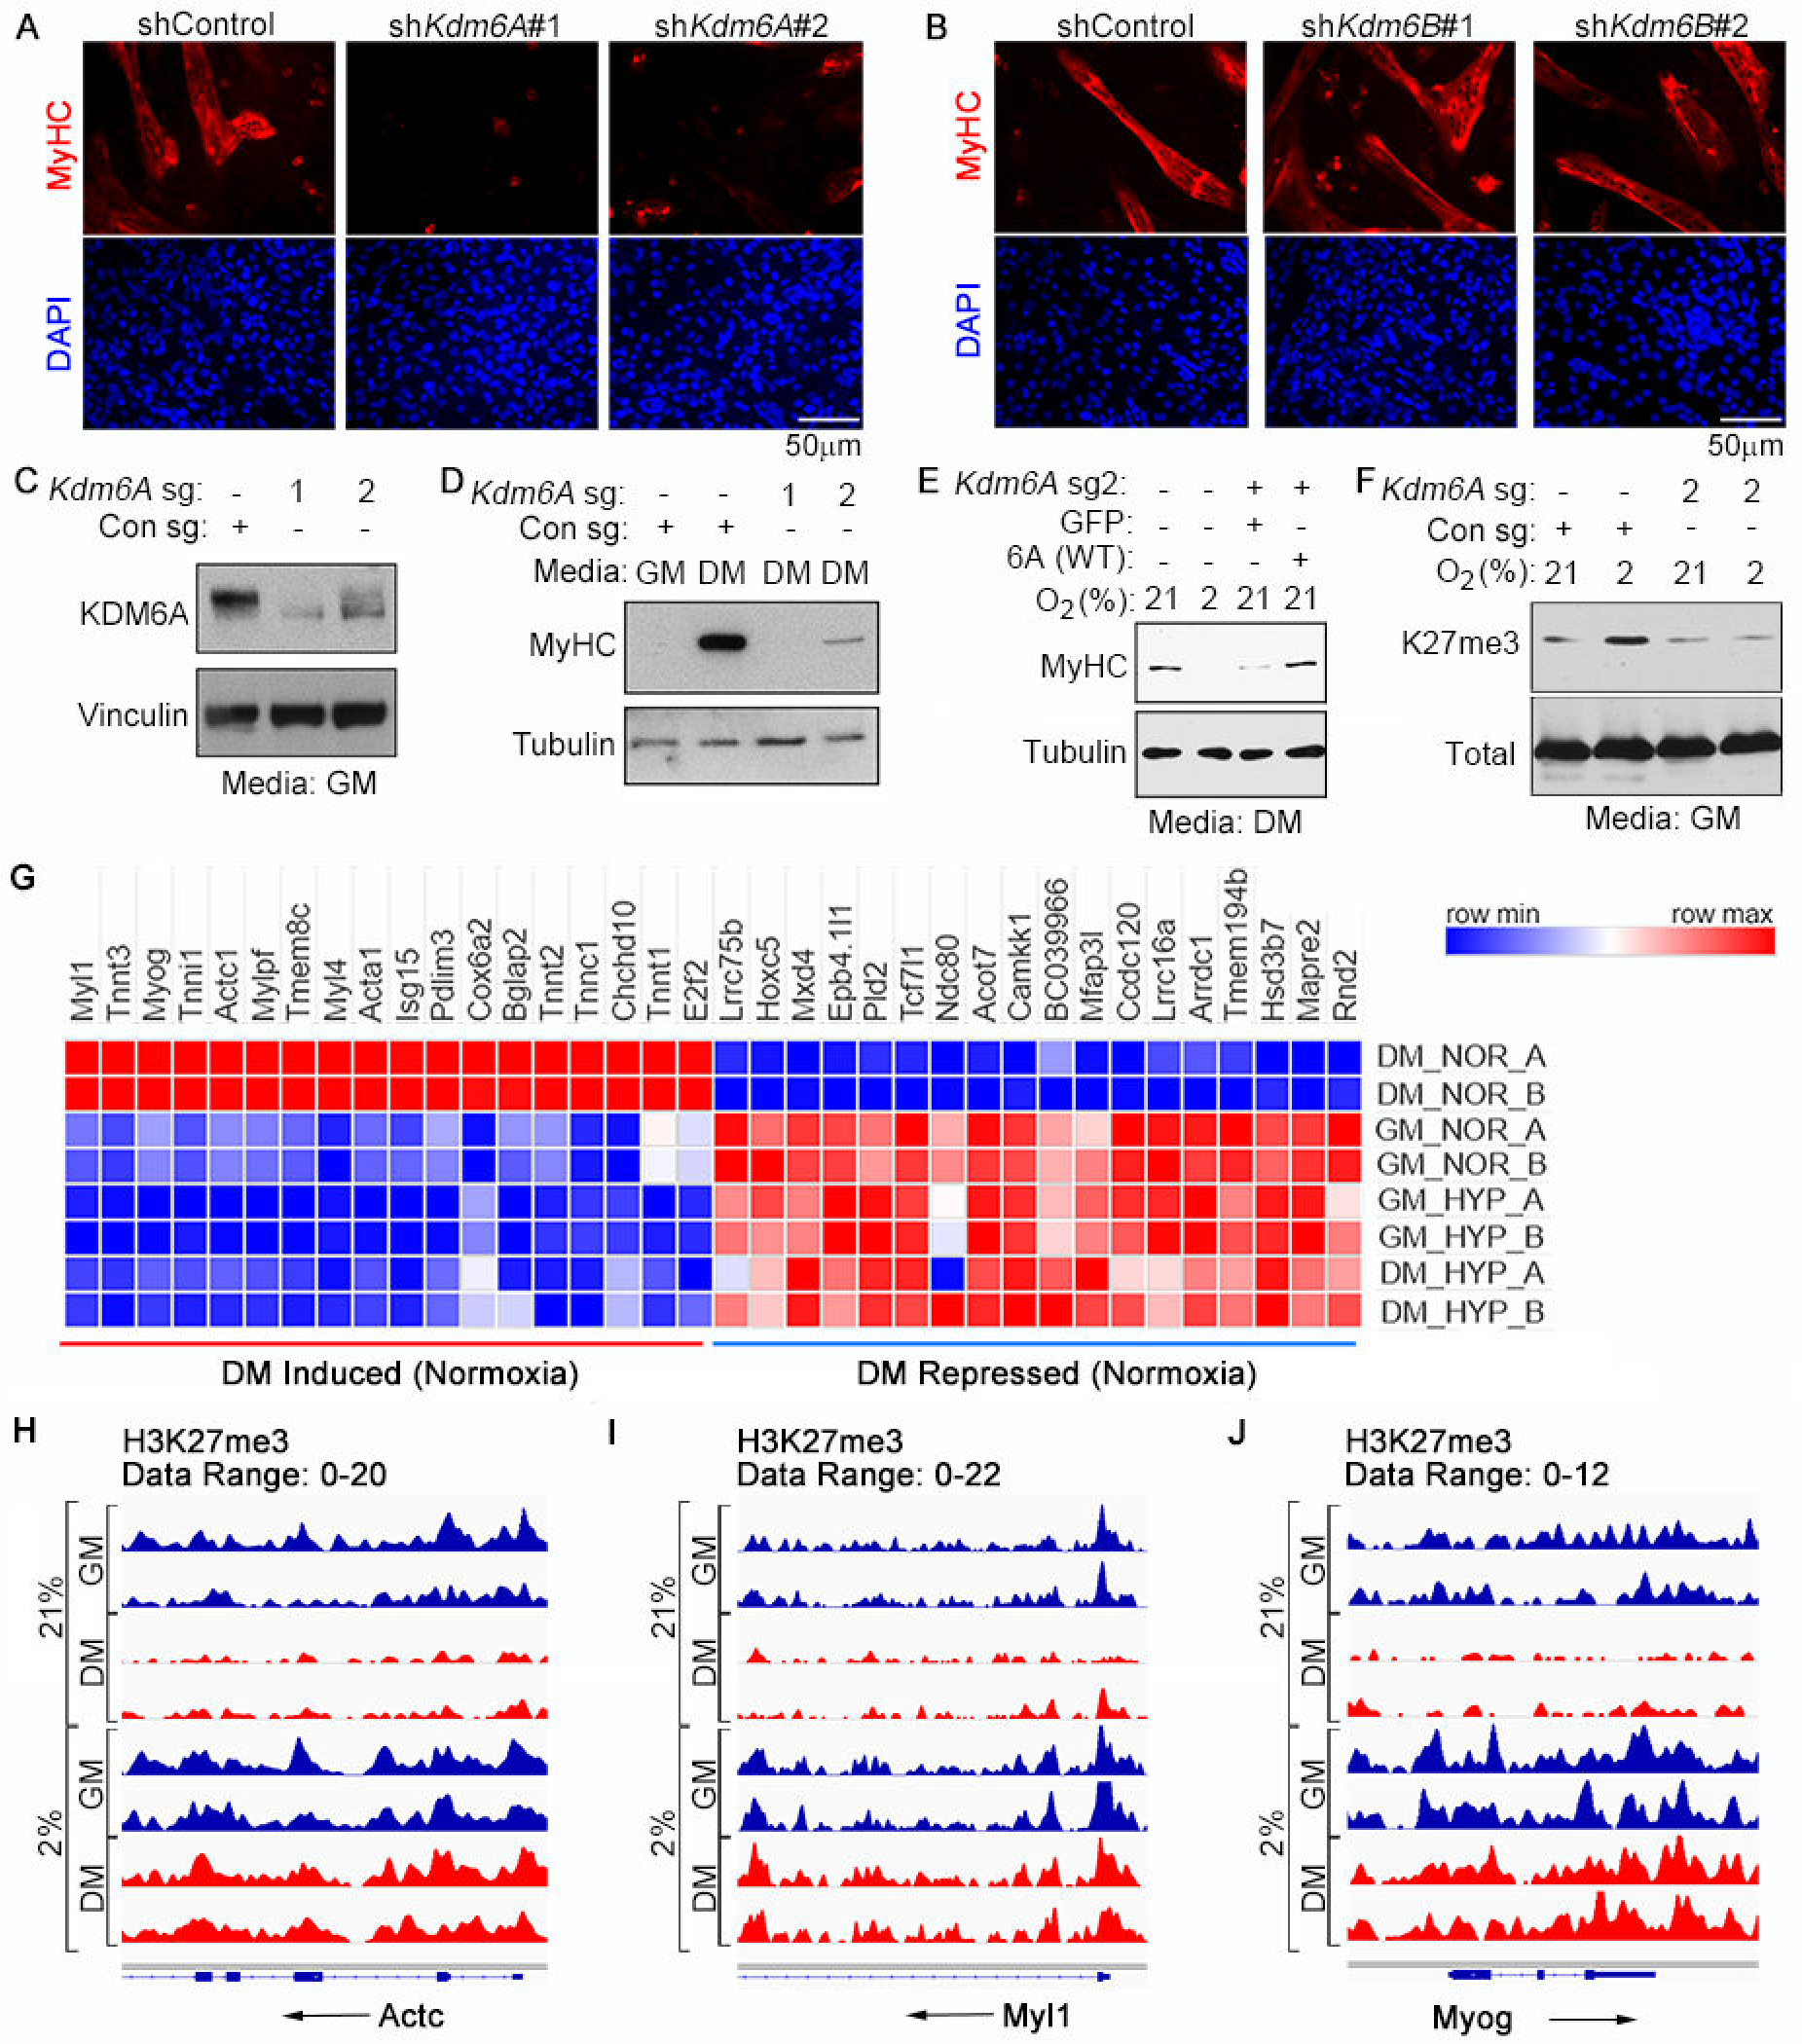 A
shControl
shKdm6A#1
shKdm6A#2
MyHC
DAPI
50μm
B
shControl
shKdm6B#1
shKdm6B#2
MyHC
DAPI
50μm
C
Kdm6A sg: - 1 2
Con sg: + - -
KDM6A
Vinculin
Media: GM
D
Kdm6A sg: - - 1 2
Con sg: + + - -
Media: GM DM DM DM
MyHC
Tubulin
E
Kdm6A sg2: - - + +
GFP: - - + -
6A (WT): - - - +
O2(%): 21 2 21 21
MyHC
Tubulin
Media: DM
F
Kdm6A sg: - - 2 2
Con sg: + + - -
O2(%): 21 2 21 2
K27me3
Total
Media: GM
G
row min row max
Myl1
Tnnt3
Myog
Tnni1
Actc1
Mylpf
Tmem8c
Myl4
Acta1
Isg15
Pdlim3
Cox6a2
Bglap2
Tnnt2
Tnnc1
Chchd10
Tnnt1
E2f2
Lrrc75b
Hoxc5
Mxd4
Epb4.1l1
Pld2
Tcf7l1
Ndc80
Acot7
Camkk1
BC039966
Mfap3l
Ccdc120
Lrrc16a
Arrdc1
Tmem194b
Hsd3b7
Mapre2
Rnd2
DM_NOR_A
DM_NOR_B
GM_NOR_A
GM_NOR_B
GM_HYP_A
GM_HYP_B
DM_HYP_A
DM_HYP_B
DM Induced (Normoxia)
DM Repressed (Normoxia)
H
H3K27me3
Data Range: 0-20
21%
GM
DM
2%
GM
DM
Actc
I
H3K27me3
Data Range: 0-22
21%
GM
DM
2%
GM
DM
Myl1
J
H3K27me3
Data Range: 0-12
21%
GM
DM
2%
GM
DM
Myog